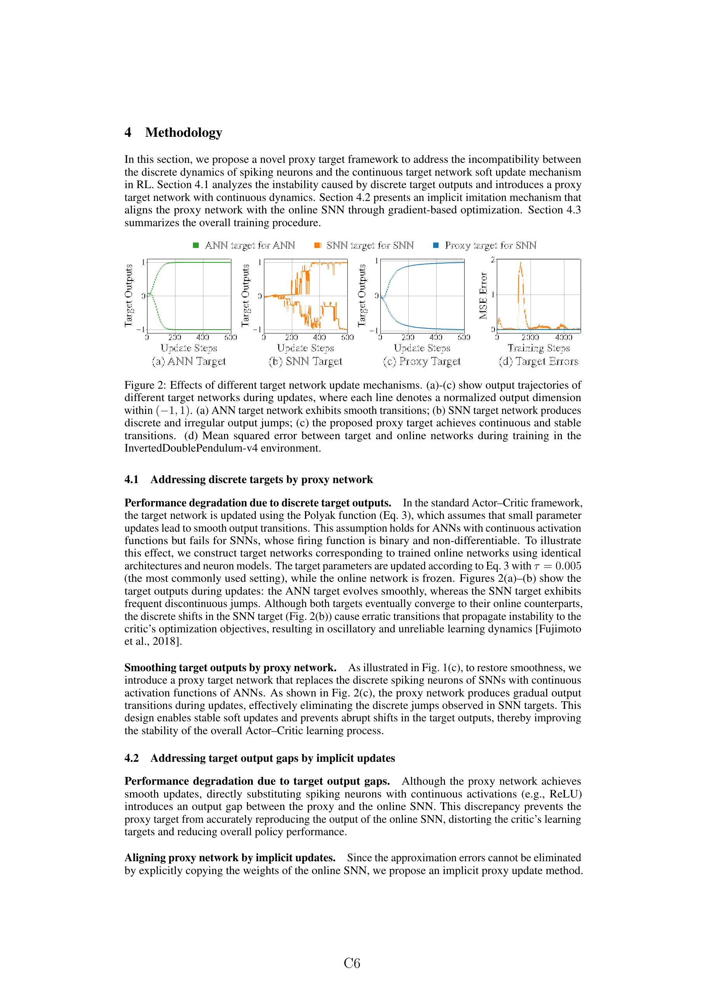 4 Methodology
In this section, we propose a novel proxy target framework to address the incompatibility between
the discrete dynamics of spiking neurons and the continuous target network soft update mechanism
in RL. Section 4.1 analyzes the instability caused by discrete target outputs and introduces a proxy
target network with continuous dynamics. Section 4.2 presents an implicit imitation mechanism that
aligns the proxy network with the online SNN through gradient-based optimization. Section 4.3
summarizes the overall training procedure.
ANN target for ANN SNN target for SNN Proxy target for SNN
Target Outputs
1
0
−1
0 200 400 600
Update Steps
(a) ANN Target
Target Outputs
1
0
−1
0 200 400 600
Update Steps
(b) SNN Target
Target Outputs
1
0
−1
0 200 400 600
Update Steps
(c) Proxy Target
MSE Error
2
1
0
0 2000 4000
Training Steps
(d) Target Errors
Figure 2: Effects of different target network update mechanisms. (a)-(c) show output trajectories of
different target networks during updates, where each line denotes a normalized output dimension
within (−1, 1). (a) ANN target network exhibits smooth transitions; (b) SNN target network produces
discrete and irregular output jumps; (c) the proposed proxy target achieves continuous and stable
transitions. (d) Mean squared error between target and online networks during training in the
InvertedDoublePendulum-v4 environment.
4.1 Addressing discrete targets by proxy network
Performance degradation due to discrete target outputs. In the standard Actor–Critic framework,
the target network is updated using the Polyak function (Eq. 3), which assumes that small parameter
updates lead to smooth output transitions. This assumption holds for ANNs with continuous activation
functions but fails for SNNs, whose firing function is binary and non-differentiable. To illustrate
this effect, we construct target networks corresponding to trained online networks using identical
architectures and neuron models. The target parameters are updated according to Eq. 3 with τ = 0.005
(the most commonly used setting), while the online network is frozen. Figures 2(a)–(b) show the
target outputs during updates: the ANN target evolves smoothly, whereas the SNN target exhibits
frequent discontinuous jumps. Although both targets eventually converge to their online counterparts,
the discrete shifts in the SNN target (Fig. 2(b)) cause erratic transitions that propagate instability to the
critic's optimization objectives, resulting in oscillatory and unreliable learning dynamics [Fujimoto
et al., 2018].
Smoothing target outputs by proxy network. As illustrated in Fig. 1(c), to restore smoothness, we
introduce a proxy target network that replaces the discrete spiking neurons of SNNs with continuous
activation functions of ANNs. As shown in Fig. 2(c), the proxy network produces gradual output
transitions during updates, effectively eliminating the discrete jumps observed in SNN targets. This
design enables stable soft updates and prevents abrupt shifts in the target outputs, thereby improving
the stability of the overall Actor–Critic learning process.
4.2 Addressing target output gaps by implicit updates
Performance degradation due to target output gaps. Although the proxy network achieves
smooth updates, directly substituting spiking neurons with continuous activations (e.g., ReLU)
introduces an output gap between the proxy and the online SNN. This discrepancy prevents the
proxy target from accurately reproducing the output of the online SNN, distorting the critic's learning
targets and reducing overall policy performance.
Aligning proxy network by implicit updates. Since the approximation errors cannot be eliminated
by explicitly copying the weights of the online SNN, we propose an implicit proxy update method.
C6